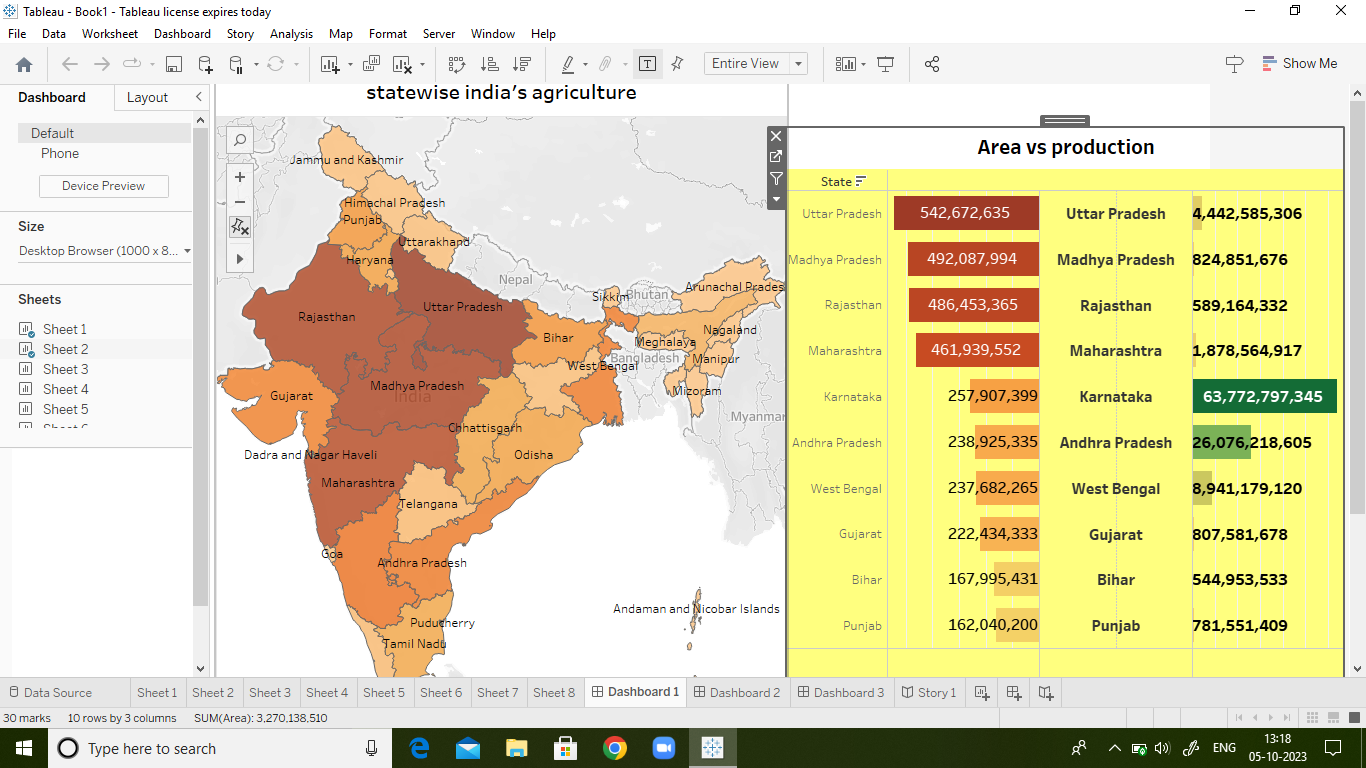 Tableau - Book1 - Tableau license expires today
File Data Worksheet Dashboard Story Analysis Map Format Server Window Help
Entire View
Show Me
Dashboard Layout
Default
Phone
Device Preview
Size
Desktop Browser (1000 x 8...
Sheets
Sheet 1
Sheet 2
Sheet 3
Sheet 4
Sheet 5
statewise india's agriculture
Jammu and Kashmir
Himachal Pradesh
Punjab
Uttarakhand
Haryana
Nepal
Sikkim
Bhutan
Arunachal Prades
Uttar Pradesh
Rajasthan
Bihar
Nagaland
Meghalaya
Bangladesh
Manipur
West Bengal
Madhya Pradesh
India
Gujarat
Mizoram
Myanmar
Chhattisgarh
Dadra and Nagar Haveli
Odisha
Maharashtra
Telangana
Goa
Andhra Pradesh
Andaman and Nicobar Islands
Puducherry
Tamil Nadu
Area vs production
State
Uttar Pradesh 542,672,635 Uttar Pradesh 4,442,585,306
Madhya Pradesh 492,087,994 Madhya Pradesh 824,851,676
Rajasthan 486,453,365 Rajasthan 589,164,332
Maharashtra 461,939,552 Maharashtra 1,878,564,917
Karnataka 257,907,399 Karnataka 63,772,797,345
Andhra Pradesh 238,925,335 Andhra Pradesh 26,076,218,605
West Bengal 237,682,265 West Bengal 8,941,179,120
Gujarat 222,434,333 Gujarat 807,581,678
Bihar 167,995,431 Bihar 544,953,533
Punjab 162,040,200 Punjab 781,551,409
Data Source Sheet 1 Sheet 2 Sheet 3 Sheet 4 Sheet 5 Sheet 6 Sheet 7 Sheet 8 Dashboard 1 Dashboard 2 Dashboard 3 Story 1
30 marks 10 rows by 3 columns SUM(Area): 3,270,138,510
Type here to search
ENG
13:18
05-10-2023